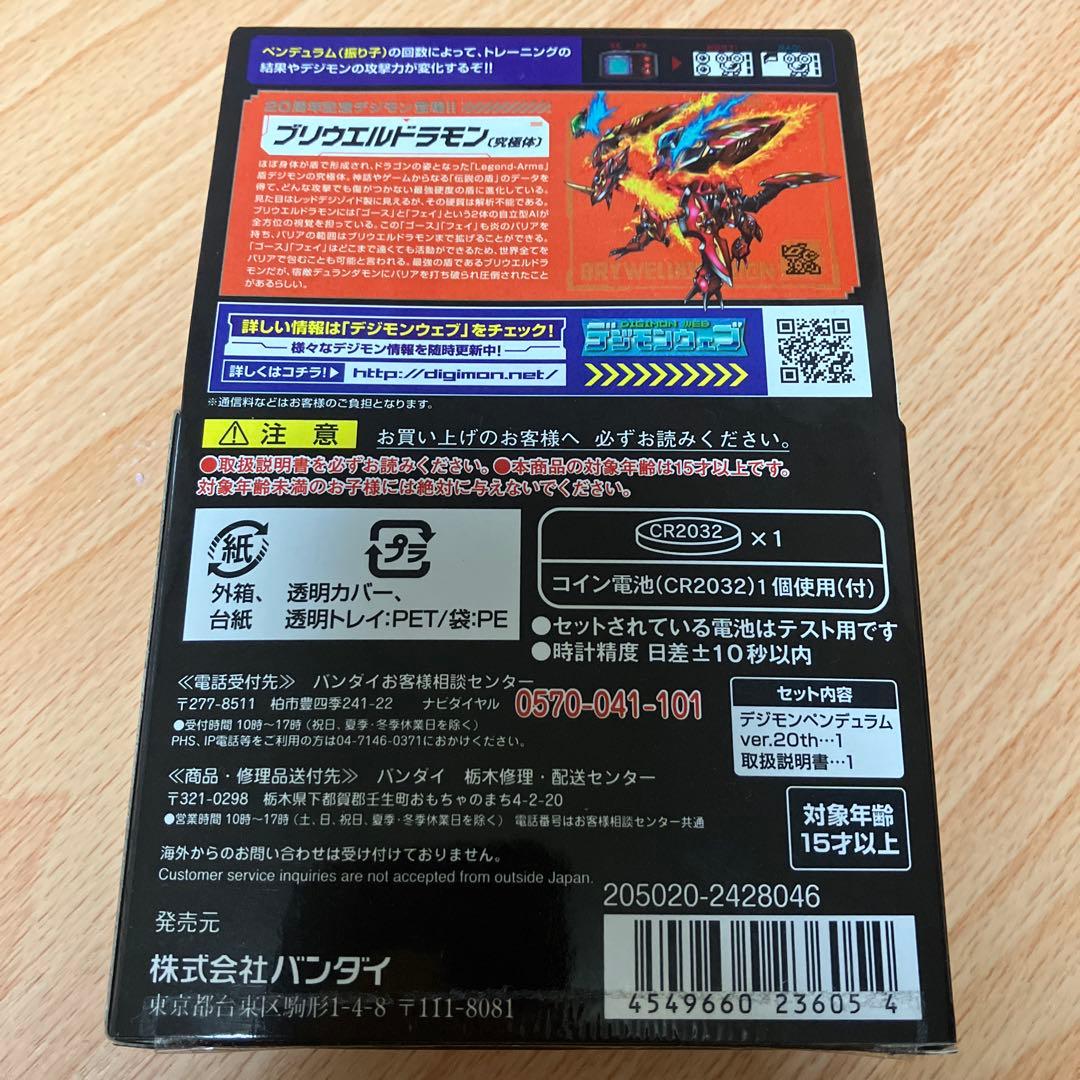 ペンデュラム(振り子)の回数によって、トレーニングの
結果やデジモンの攻撃力が変化するぞ!!
20周年記念デジモン登場!!
ブリウエルドラモン(究極体)
ほぼ身体が盾で形成され、ドラゴンの姿となった「Legend-Arms」
盾デジモンの究極体。神話やゲームからなる「伝説の盾」のデータを
得て、どんな攻撃でも傷がつかない最強硬度の盾に進化している。
見た目はレッドデジゾイド製に見えるが、その硬質は解析不能である。
ブリウエルドラモンには「ゴース」と「フェイ」という2体の自立型AIが
全方位の視覚を担っている。この「ゴース」「フェイ」も炎のバリアを
持ち、バリアの範囲はブリウエルドラモンまで拡げることができる。
「ゴース」「フェイ」はどこまで遠くても活動ができるため、世界全てを
バリアで包むことも可能と言われる。最強の盾であるブリウエルドラ
モンだが、宿敵デュランダモンにバリアを打ち破られ圧倒されたこと
があるらしい。
詳しい情報は「デジモンウェブ」をチェック!
様々なデジモン情報を随時更新中!
詳しくはコチラ!▶ http://digimon.net/
DIGIMON WEB
デジモンウェブ
※通信料などはお客様のご負担となります。
⚠ 注 意 お買い上げのお客様へ 必ずお読みください。
●取扱説明書を必ずお読みください。●本商品の対象年齢は15才以上です。
対象年齢未満のお子様には絶対に与えないでください。
紙
プラ
外箱、 透明カバー、
台紙 透明トレイ:PET/袋:PE
CR2032 ×1
コイン電池(CR2032)1個使用(付)
●セットされている電池はテスト用です
●時計精度 日差±10秒以内
≪電話受付先≫ バンダイお客様相談センター
〒277-8511 柏市豊四季241-22 ナビダイヤル 0570-041-101
●受付時間 10時～17時(祝日、夏季・冬季休業日を除く)
PHS、IP電話等をご利用の方は04-7146-0371におかけください。
セット内容
デジモンペンデュラム
ver.20th…1
取扱説明書…1
≪商品・修理品送付先≫ バンダイ 栃木修理・配送センター
〒321-0298 栃木県下都賀郡壬生町おもちゃのまち4-2-20
●営業時間 10時～17時(土、日、祝日、夏季・冬季休業日を除く) 電話番号はお客様相談センター共通
対象年齢
15才以上
海外からのお問い合わせは受け付けておりません。
Customer service inquiries are not accepted from outside Japan.
205020-2428046
発売元
株式会社バンダイ
東京都台東区駒形1-4-8 〒111-8081
4549660 23605 4